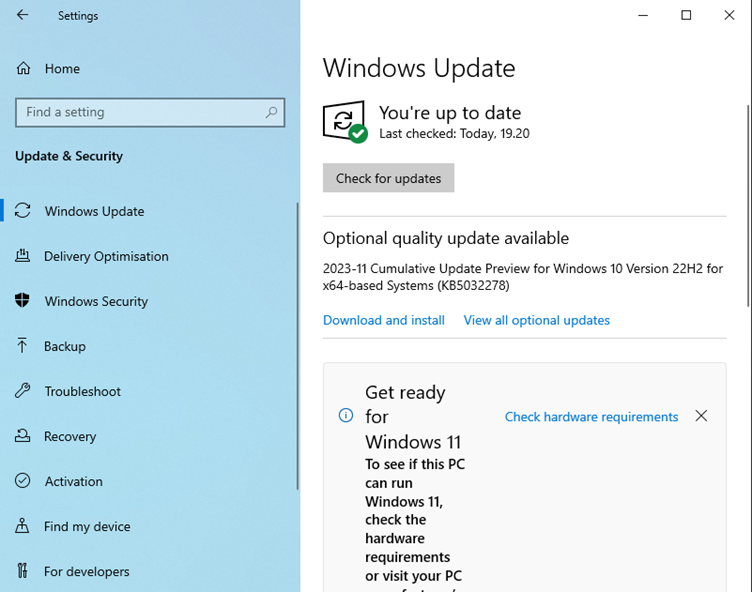 Settings
Home
Find a setting
Update & Security
Windows Update
Delivery Optimisation
Windows Security
Backup
Troubleshoot
Recovery
Activation
Find my device
For developers
Windows Update
You're up to date
Last checked: Today, 19.20
Check for updates
Optional quality update available
2023-11 Cumulative Update Preview for Windows 10 Version 22H2 for
x64-based Systems (KB5032278)
Download and install View all optional updates
Get ready
for
Windows 11
To see if this PC
can run
Windows 11,
check the
hardware
requirements
or visit your PC
Check hardware requirements